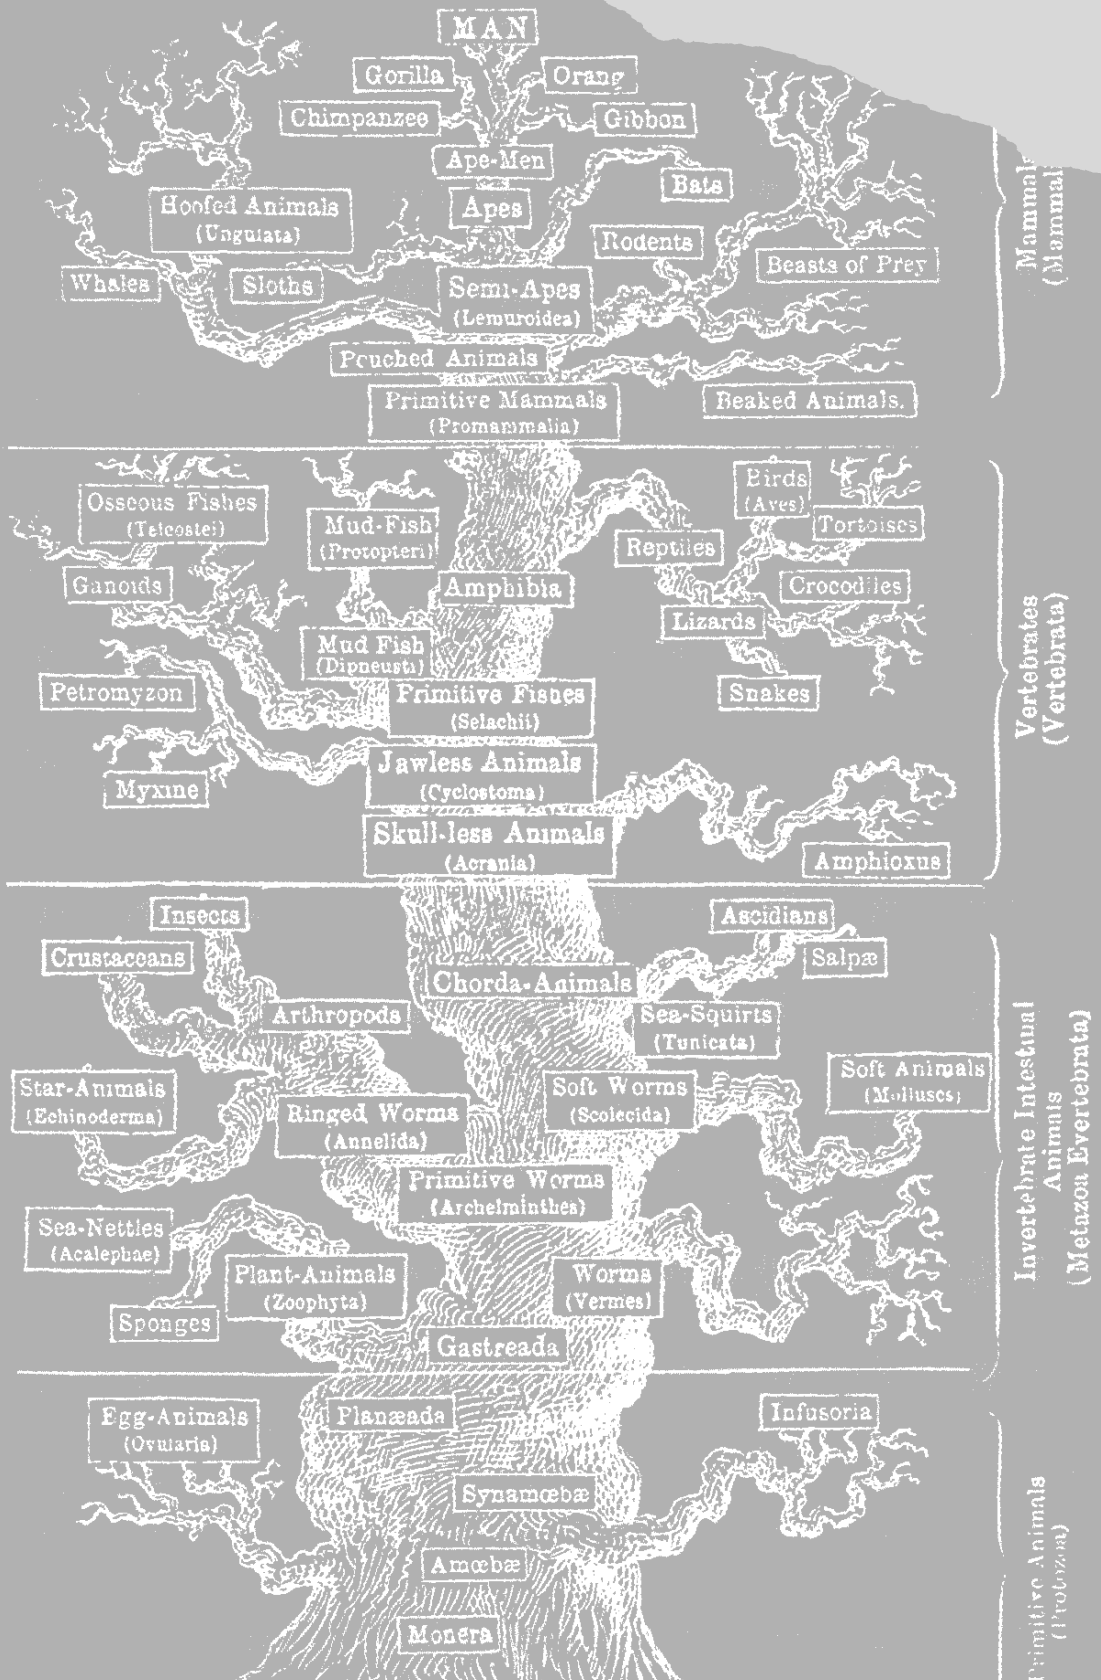 MAN
Gorilla
Orang
Chimpanzee
Gibbon
Ape-Men
Bats
Hoofed Animals
(Ungulata)
Apes
Rodents
Beasts of Prey
Whales
Sloths
Semi-Apes
(Lemuroidea)
Pouched Animals
Primitive Mammals
(Promammalia)
Beaked Animals.
Mammal
(Mammal
Osseous Fishes
(Teleostei)
Mud-Fish
(Protopteri)
Birds
(Aves)
Tortoises
Reptiles
Ganoids
Amphibia
Crocodiles
Lizards
Mud Fish
(Dipneusti)
Petromyzon
Primitive Fishes
(Selachii)
Snakes
Jawless Animals
(Cyclostoma)
Myxine
Skull-less Animals
(Acrania)
Amphioxus
Vertebrates
(Vertebrata)
Insects
Ascidians
Crustaceans
Salpæ
Chorda-Animals
Arthropods
Sea-Squirts
(Tunicata)
Star-Animals
(Echinoderma)
Ringed Worms
(Annelida)
Soft Worms
(Scolecida)
Soft Animals
(Molluscs)
Primitive Worms
(Archelminthes)
Sea-Nettles
(Acalephae)
Plant-Animals
(Zoophyta)
Worms
(Vermes)
Sponges
Gastreada
Invertebrate Intestinal
Animals
(Metazoa Evertebrata)
Egg-Animals
(Ovularia)
Planæada
Infusoria
Synamœbæ
Amœbæ
Monera
Primitive Animals
(Protozoa)